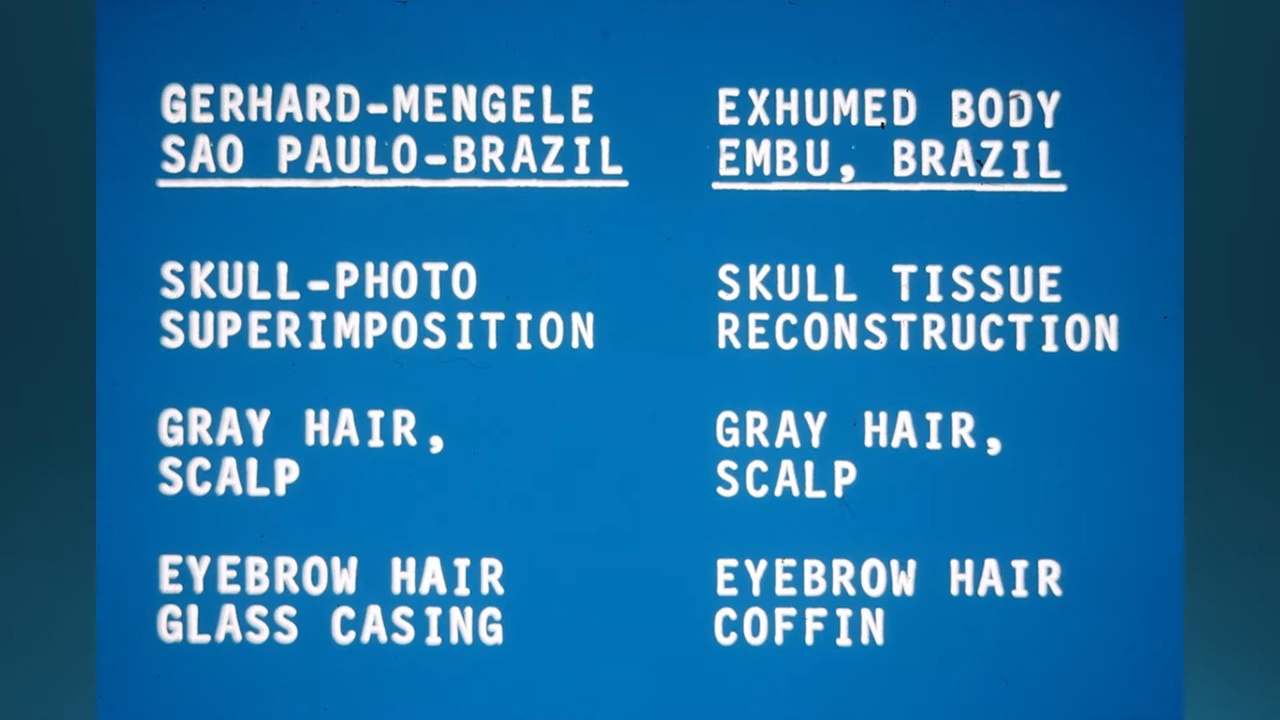 GERHARD-MENGELE
SAO PAULO-BRAZIL
SKULL-PHOTO
SUPERIMPOSITION
GRAY HAIR,
SCALP
EYEBROW HAIR
GLASS CASING
EXHUMED BODY
EMBU, BRAZIL
SKULL TISSUE
RECONSTRUCTION
GRAY HAIR,
SCALP
EYEBROW HAIR
COFFIN